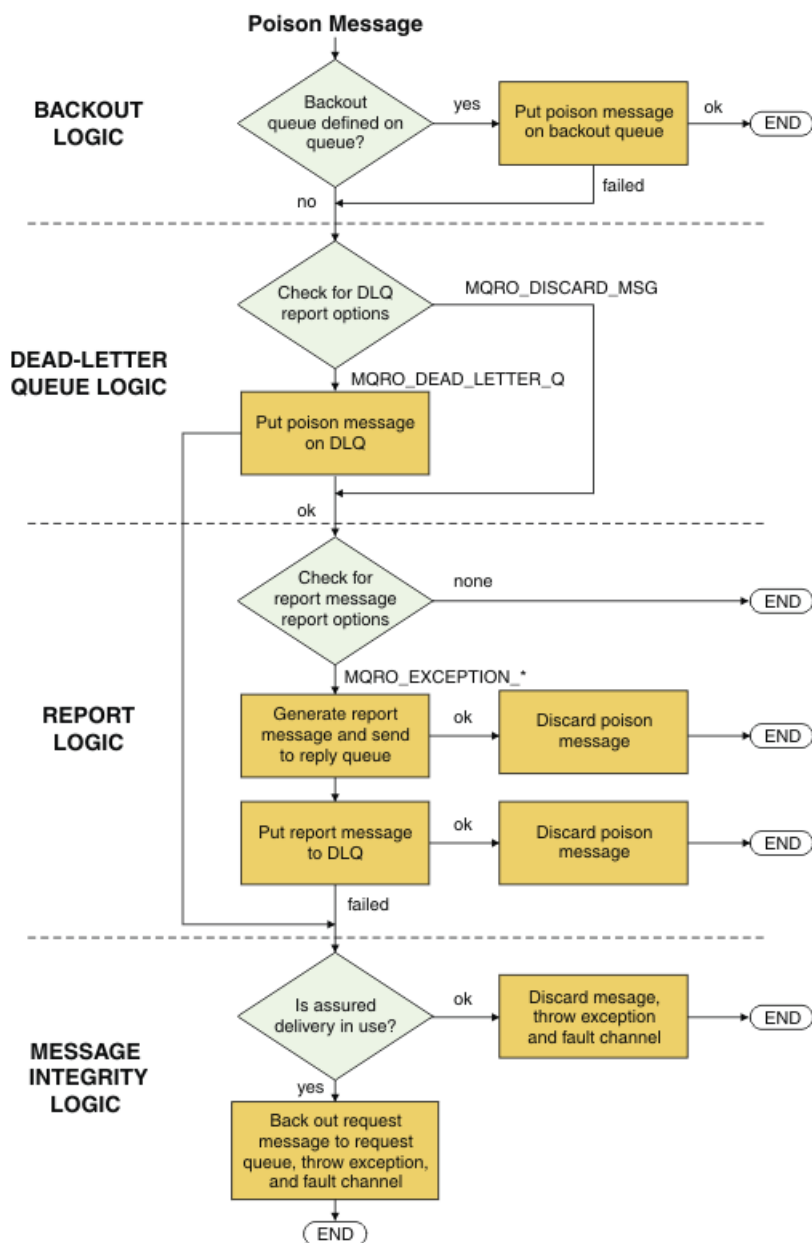 Poison Message
BACKOUT
LOGIC
Backout
queue defined on
queue?
yes
Put poison message
on backout queue
ok
END
failed
no
Check for DLQ
report options
MQRO_DISCARD_MSG
DEAD-LETTER
QUEUE LOGIC
MQRO_DEAD_LETTER_Q
Put poison message
on DLQ
ok
Check for
report message
report options
none
END
MQRO_EXCEPTION_*
REPORT
LOGIC
Generate report
message and send
to reply queue
ok
Discard poison
message
END
Put report message
to DLQ
ok
Discard poison
message
END
failed
MESSAGE
INTEGRITY
LOGIC
Is assured
delivery in use?
ok
Discard mesage,
throw exception
and fault channel
END
yes
Back out request
message to request
queue, throw exception,
and fault channel
END